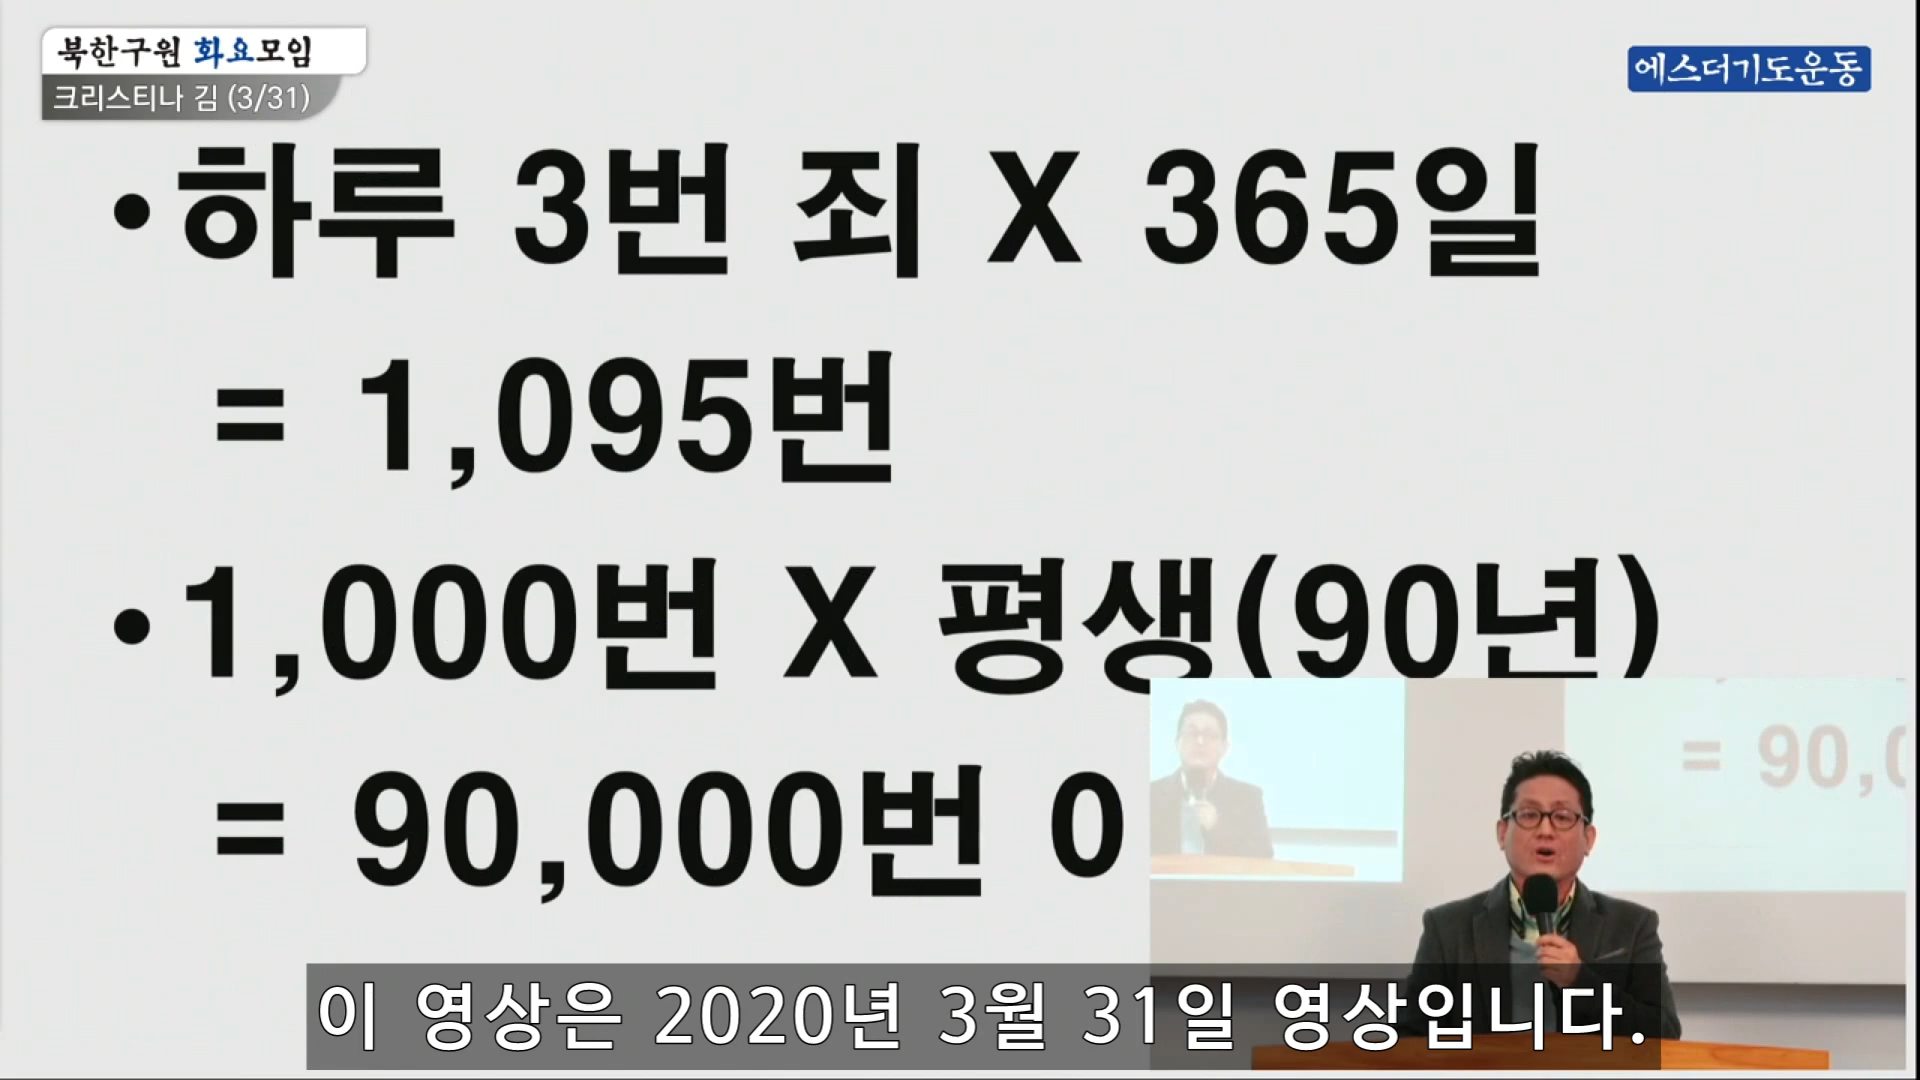 북한구원 화요모임
크리스티나 김 (3/31)
에스더기도운동
•하루 3번 죄 X 365일
= 1,095번
•1,000번 X 평생(90년)
= 90,000번 0
= 90,0
이 영상은 2020년 3월 31일 영상입니다.